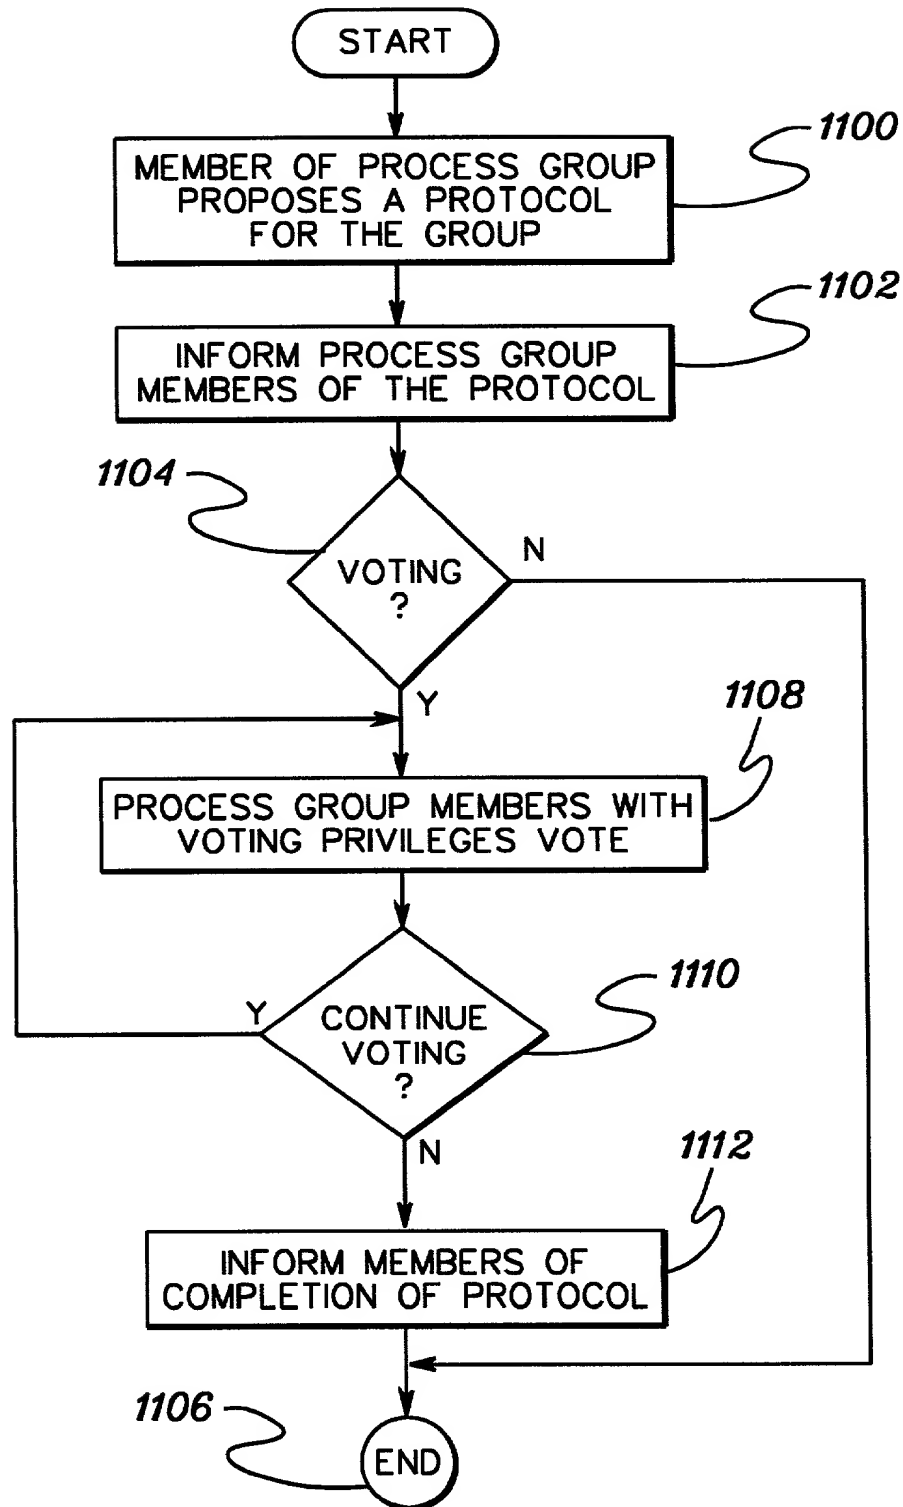 START
1100
MEMBER OF PROCESS GROUP
PROPOSES A PROTOCOL
FOR THE GROUP
1102
INFORM PROCESS GROUP
MEMBERS OF THE PROTOCOL
1104
N
VOTING
?
Y
1108
PROCESS GROUP MEMBERS WITH
VOTING PRIVILEGES VOTE
1110
Y
CONTINUE
VOTING
?
N
1112
INFORM MEMBERS OF
COMPLETION OF PROTOCOL
1106
END